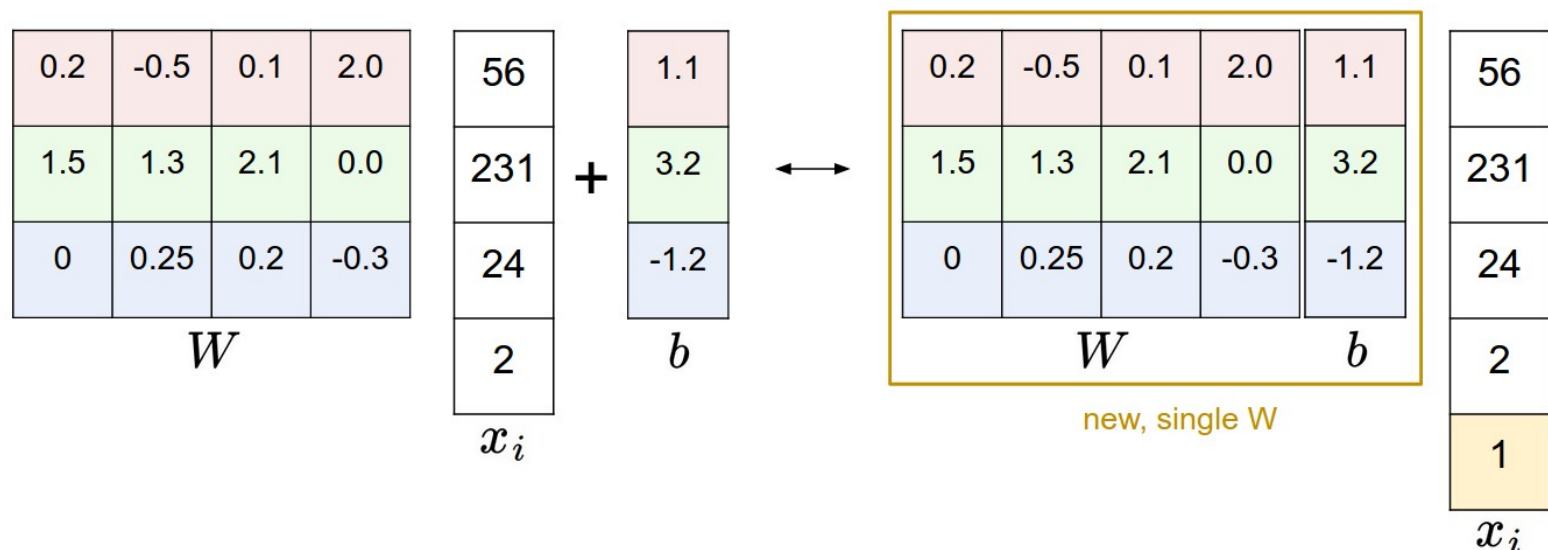 0.2 -0.5 0.1 2.0 56 1.1 0.2 -0.5 0.1 2.0 1.1 56
1.5 1.3 2.1 0.0 231 + 3.2 ↔ 1.5 1.3 2.1 0.0 3.2 231
0 0.25 0.2 -0.3 24 -1.2 0 0.25 0.2 -0.3 -1.2 24
W 2 b W b 2
new, single W
x_i 1
x_i